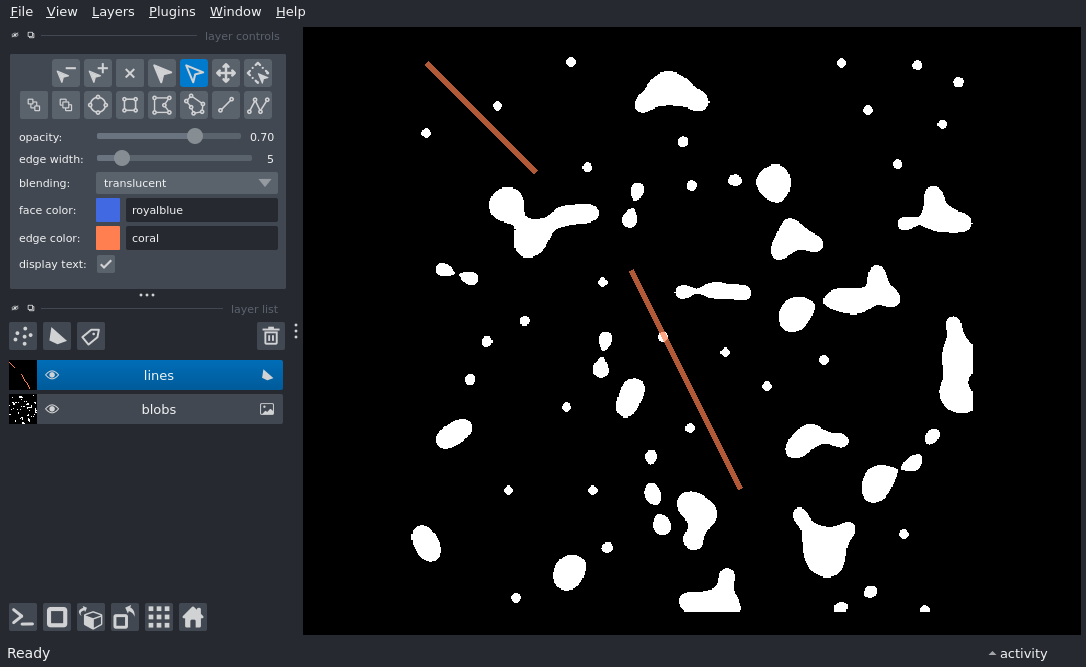 File View Layers Plugins Window Help
layer controls
opacity: 0.70
edge width: 5
blending: translucent
face color: royalblue
edge color: coral
display text:
layer list
lines
blobs
Ready
activity